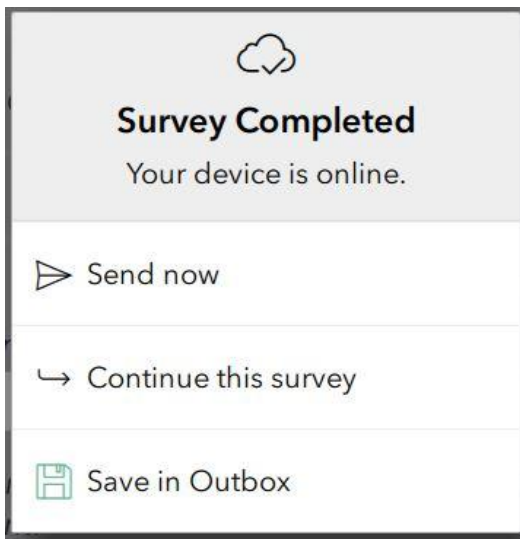 Survey Completed
Your device is online.
Send now
Continue this survey
Save in Outbox